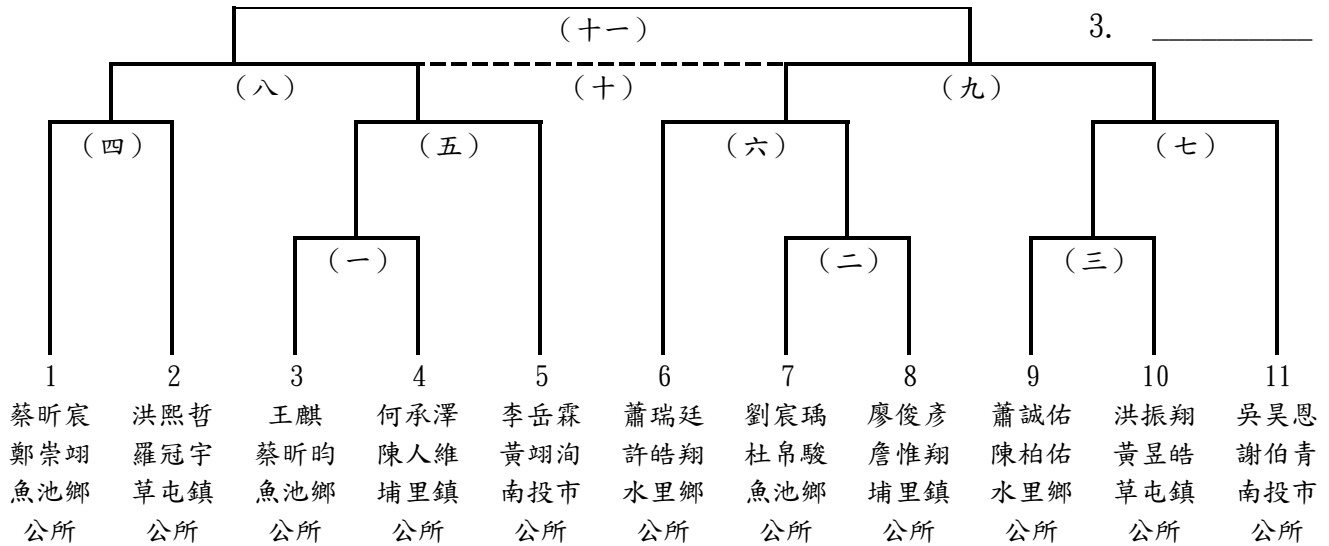 （十一）
3. __________
（八） （十） （九）
（四） （五） （六） （七）
（一） （二） （三）
1 2 3 4 5 6 7 8 9 10 11
蔡昕宸 洪熙哲 王麒 何承澤 李岳霖 蕭瑞廷 劉宸瑀 廖俊彥 蕭誠佑 洪振翔 吳昊恩
鄭崇翊 羅冠宇 蔡昕昀 陳人維 黃翊洵 許皓翔 杜帛駿 詹惟翔 陳柏佑 黃昱皓 謝伯青
魚池鄉 草屯鎮 魚池鄉 埔里鎮 南投市 水里鄉 魚池鄉 埔里鎮 水里鄉 草屯鎮 南投市
公所 公所 公所 公所 公所 公所 公所 公所 公所 公所 公所